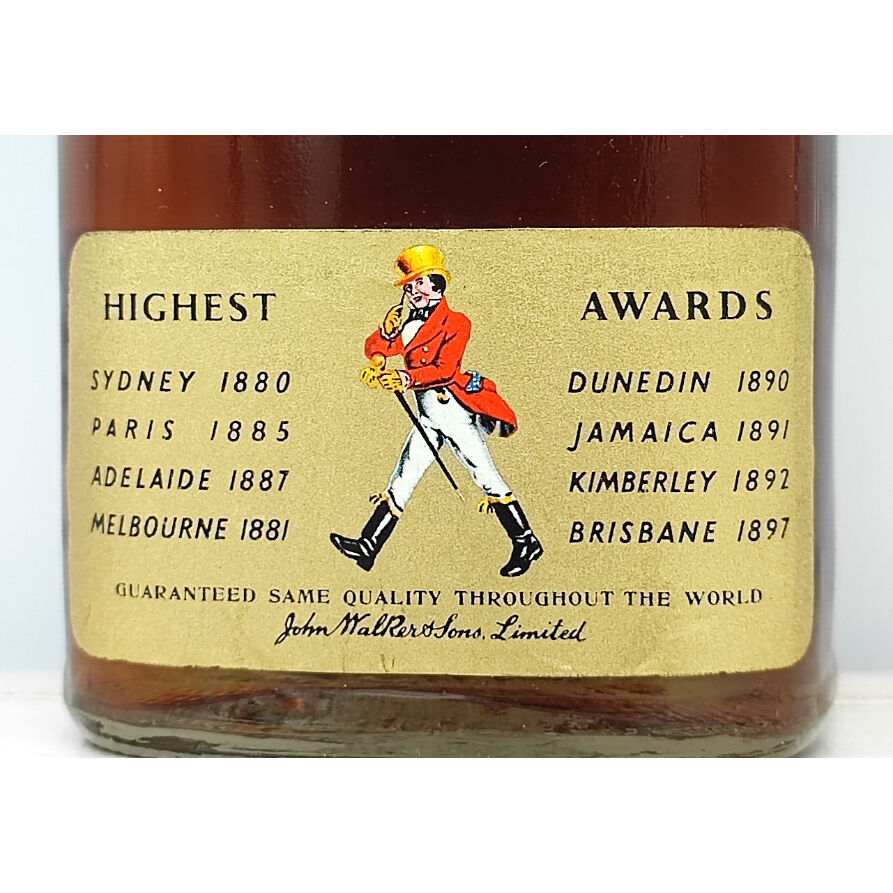 HIGHEST AWARDS
SYDNEY 1880
PARIS 1885
ADELAIDE 1887
MELBOURNE 1881
DUNEDIN 1890
JAMAICA 1891
KIMBERLEY 1892
BRISBANE 1897
GUARANTEED SAME QUALITY THROUGHOUT THE WORLD
John Walker & Sons, Limited